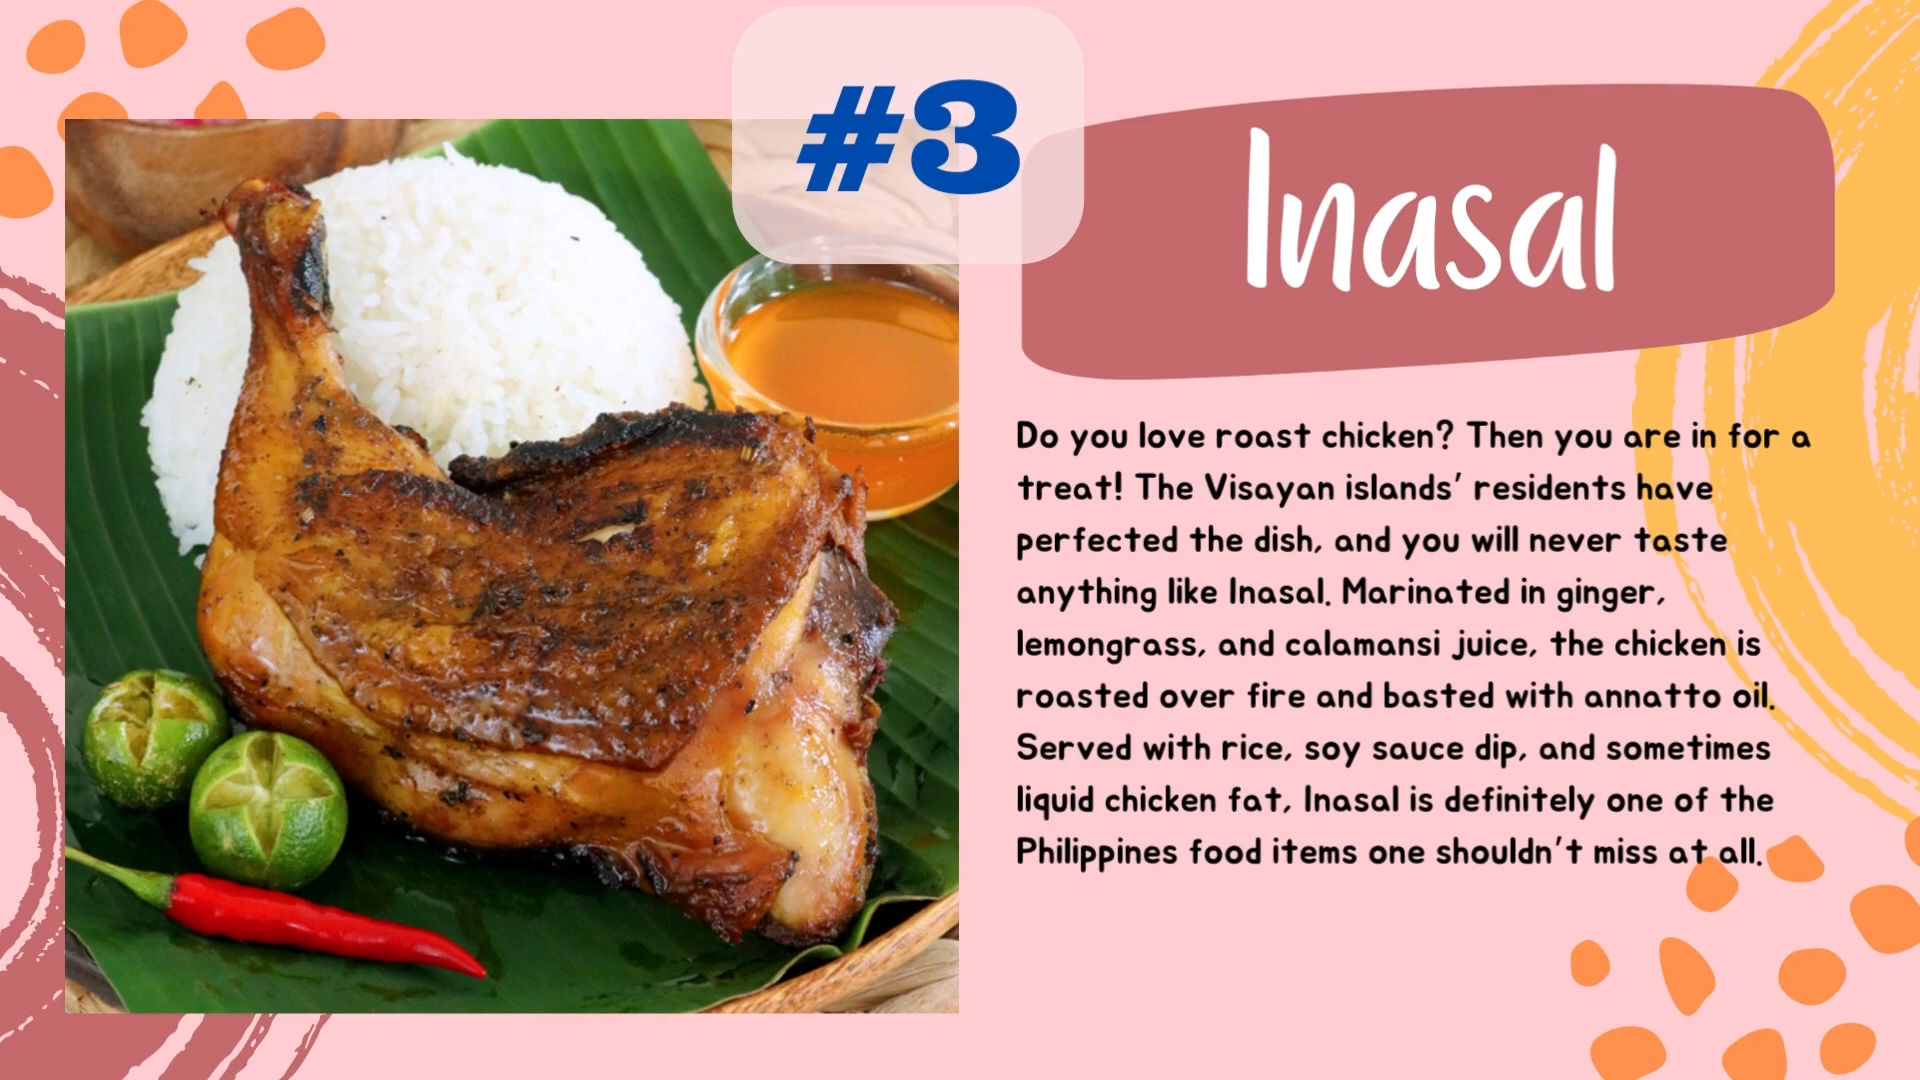 #3
Inasal
Do you love roast chicken? Then you are in for a
treat! The Visayan islands’ residents have
perfected the dish, and you will never taste
anything like Inasal. Marinated in ginger,
lemongrass, and calamansi juice, the chicken is
roasted over fire and basted with annatto oil.
Served with rice, soy sauce dip, and sometimes
liquid chicken fat, Inasal is definitely one of the
Philippines food items one shouldn’t miss at all.